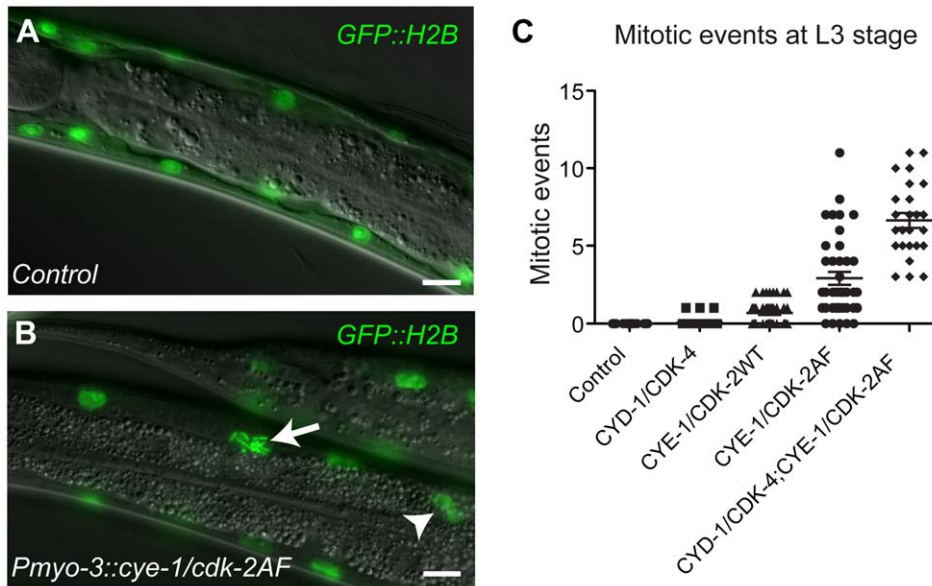 A
GFP::H2B
Control
B
GFP::H2B
Pmyo-3::cye-1/cdk-2AF
C
Mitotic events at L3 stage
Mitotic events
15
10
5
0
Control
CYD-1/CDK-4
CYE-1/CDK-2WT
CYE-1/CDK-2AF
CYD-1/CDK-4;CYE-1/CDK-2AF